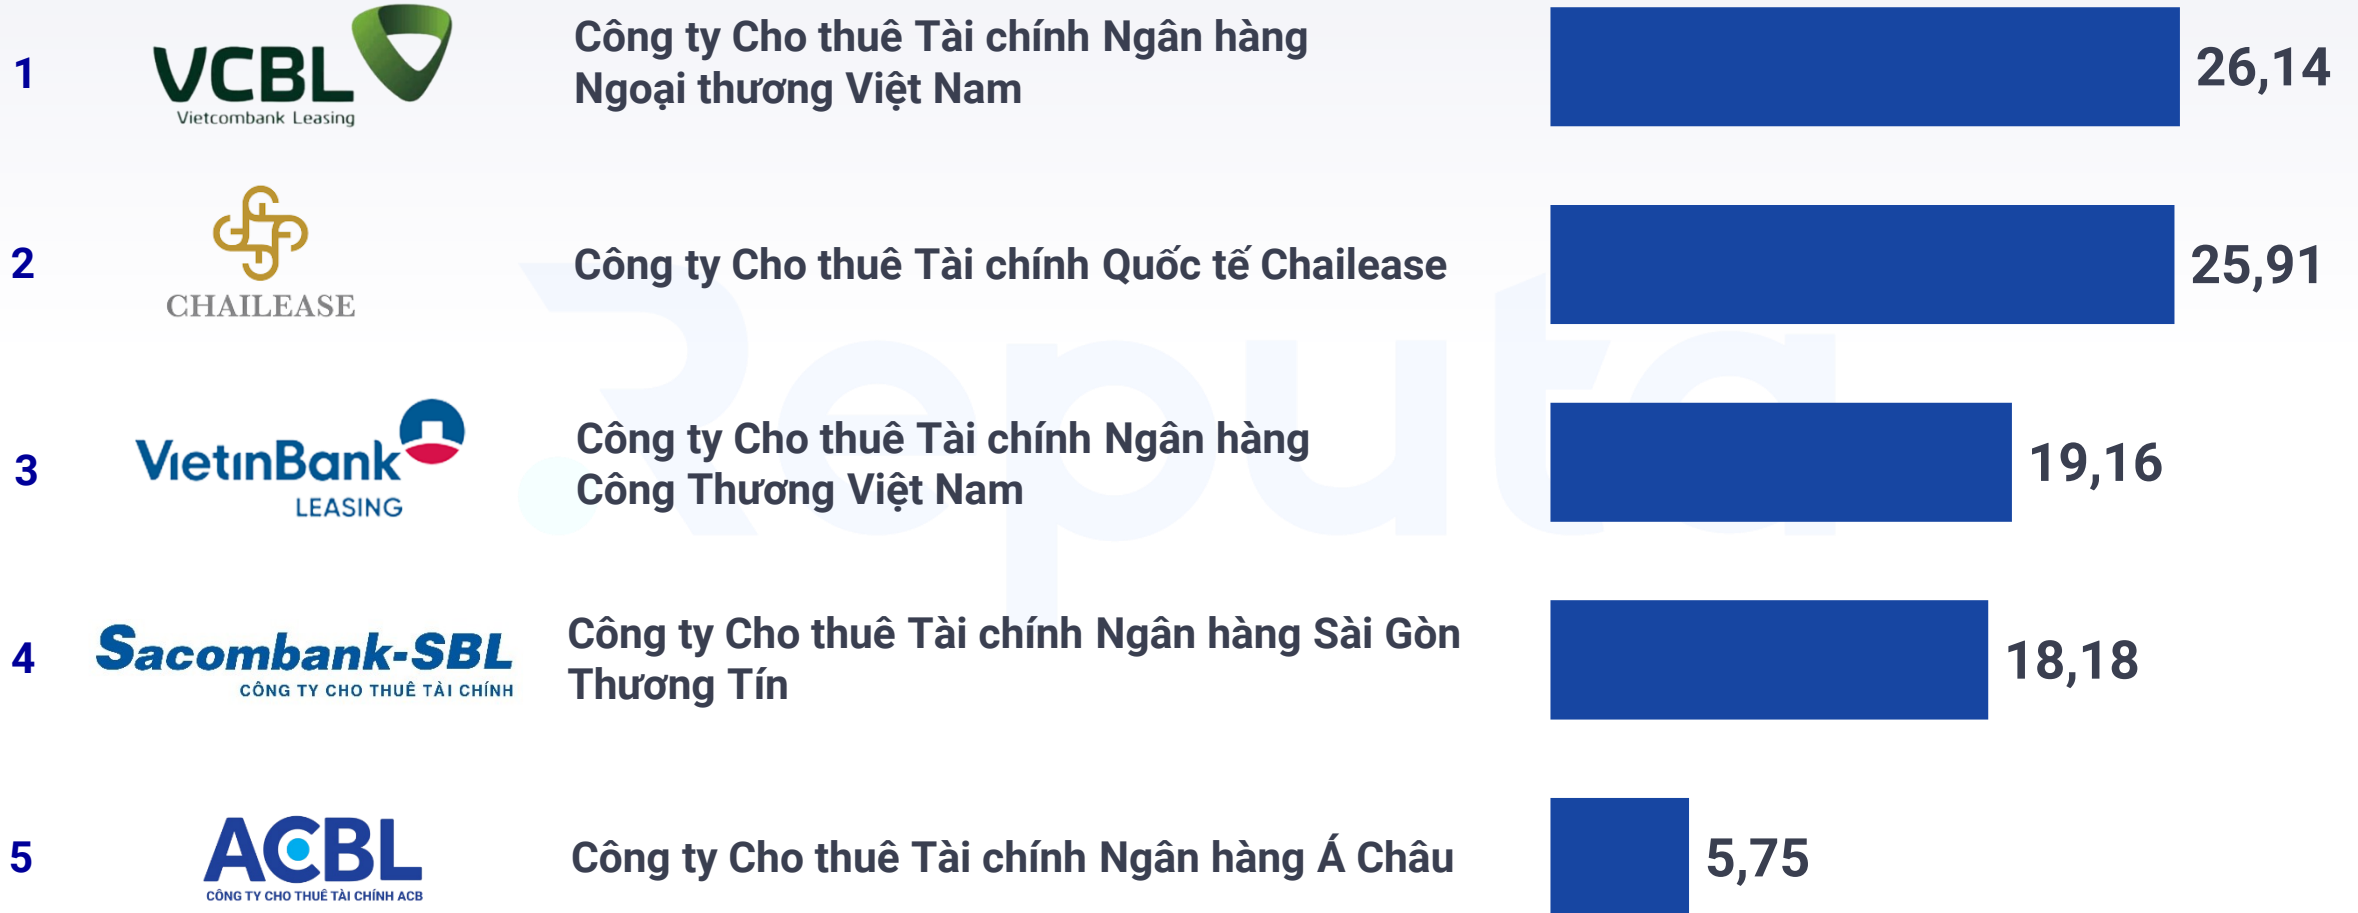 1
VCBL
Vietcombank Leasing
Công ty Cho thuê Tài chính Ngân hàng
Ngoại thương Việt Nam
26,14
2
CHAILEASE
Công ty Cho thuê Tài chính Quốc tế Chailease
25,91
Reputa
3
VietinBank
LEASING
Công ty Cho thuê Tài chính Ngân hàng
Công Thương Việt Nam
19,16
4
Sacombank-SBL
CÔNG TY CHO THUÊ TÀI CHÍNH
Công ty Cho thuê Tài chính Ngân hàng Sài Gòn
Thương Tín
18,18
5
ACBL
CÔNG TY CHO THUÊ TÀI CHÍNH ACB
Công ty Cho thuê Tài chính Ngân hàng Á Châu
5,75